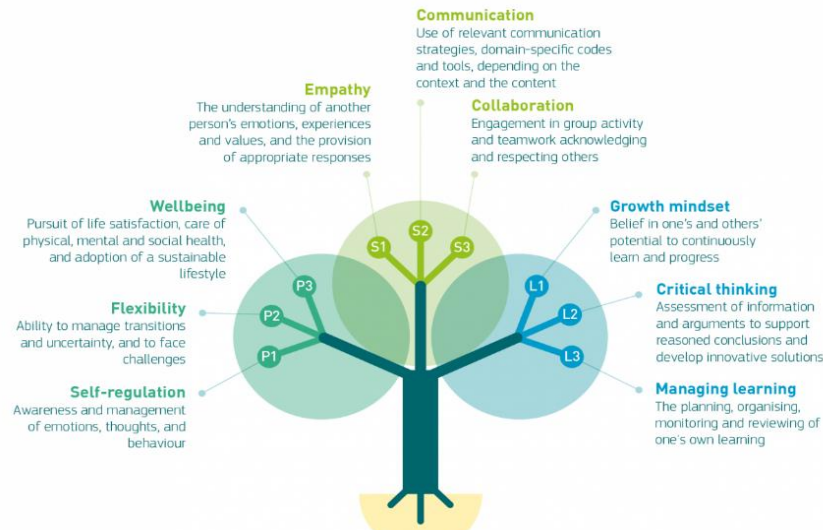 Communication
Use of relevant communication
strategies, domain-specific codes
and tools, depending on the
context and the content
Empathy
The understanding of another
person's emotions, experiences
and values, and the provision
of appropriate responses
Collaboration
Engagement in group activity
and teamwork acknowledging
and respecting others
Wellbeing
Pursuit of life satisfaction, care of
physical, mental and social health,
and adoption of a sustainable
lifestyle
Growth mindset
Belief in one's and others'
potential to continuously
learn and progress
S1
S2
S3
P3
P2
P1
L1
L2
L3
Flexibility
Ability to manage transitions
and uncertainty, and to face
challenges
Critical thinking
Assessment of information
and arguments to support
reasoned conclusions and
develop innovative solutions
Self-regulation
Awareness and management
of emotions, thoughts, and
behaviour
Managing learning
The planning, organising,
monitoring and reviewing of
one's own learning